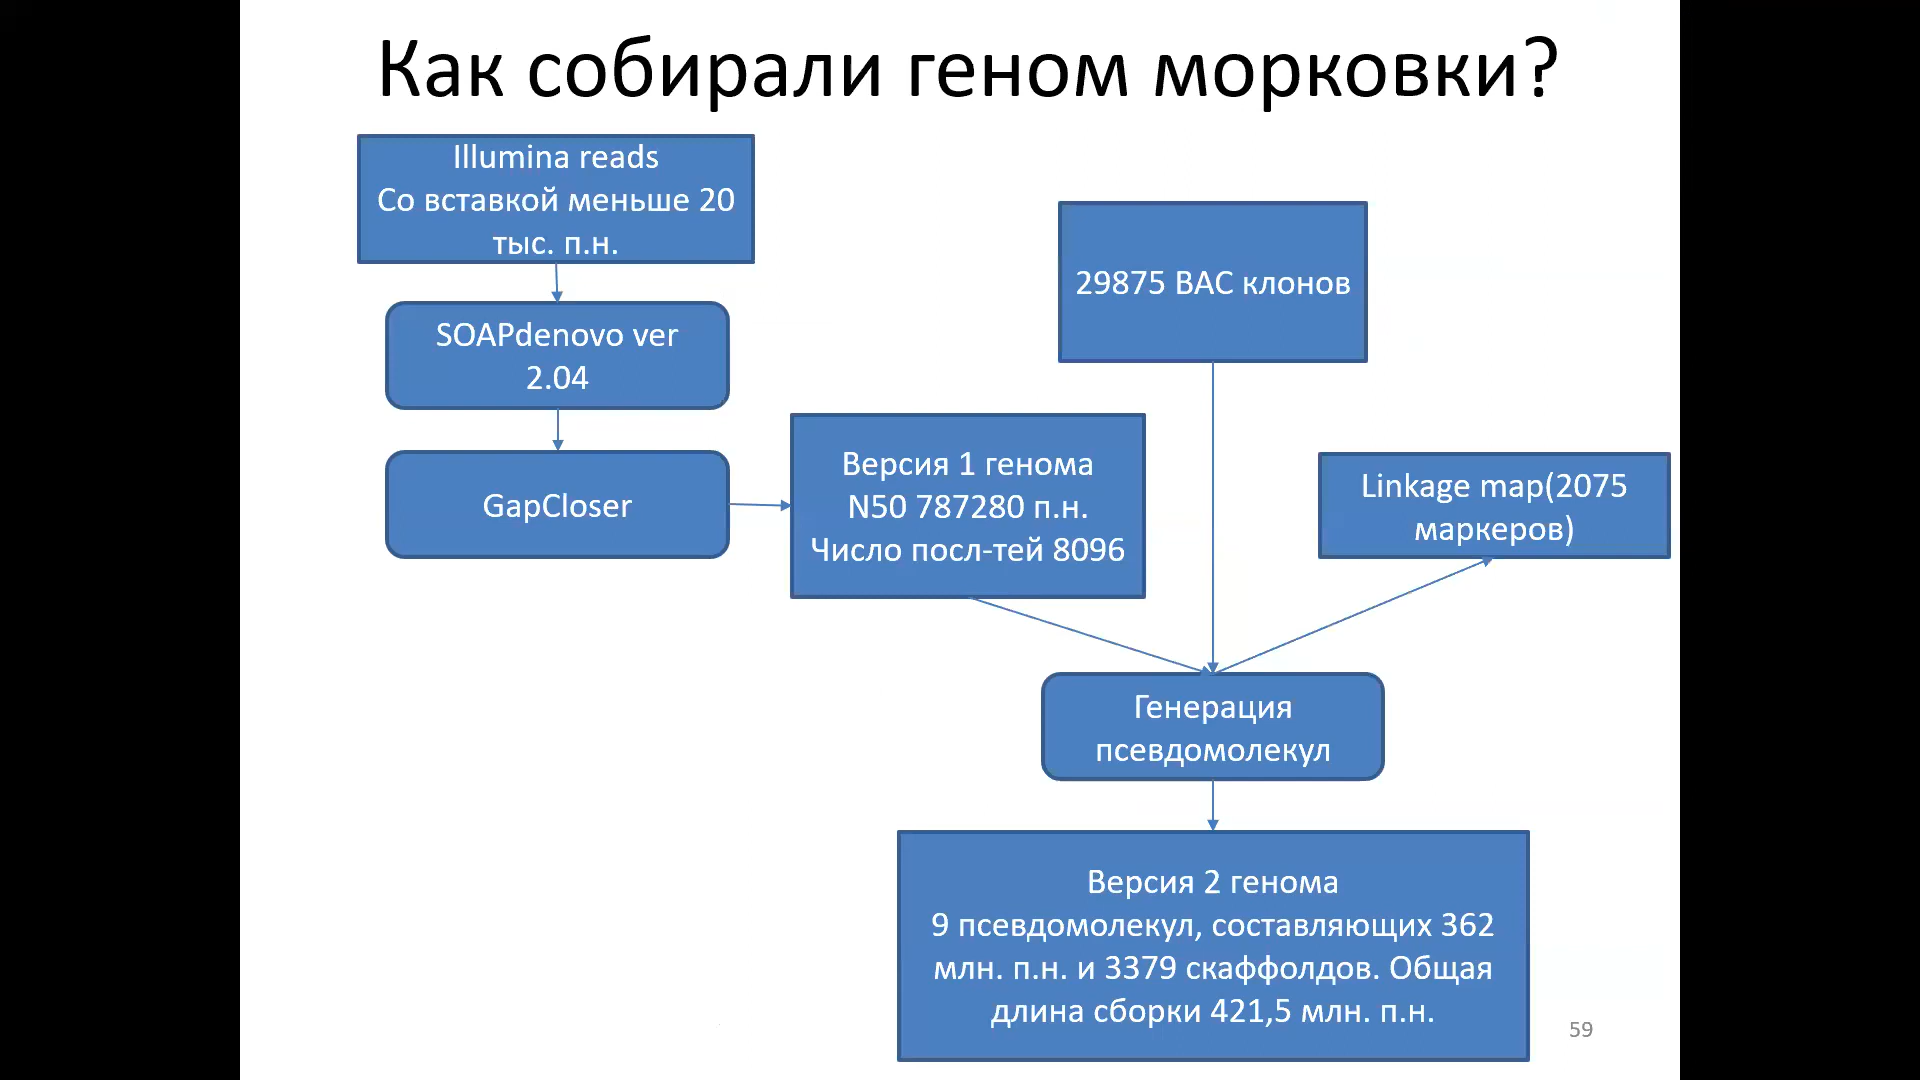 Как собирали геном морковки?
Illumina reads
Со вставкой меньше 20
тыс. п.н.
SOAPdenovo ver
2.04
GapCloser
Версия 1 генома
N50 787280 п.н.
Число посл-тей 8096
29875 BAC клонов
Linkage map(2075
маркеров)
Генерация
псевдомолекул
Версия 2 генома
9 псевдомолекул, составляющих 362
млн. п.н. и 3379 скаффолдов. Общая
длина сборки 421,5 млн. п.н.
59